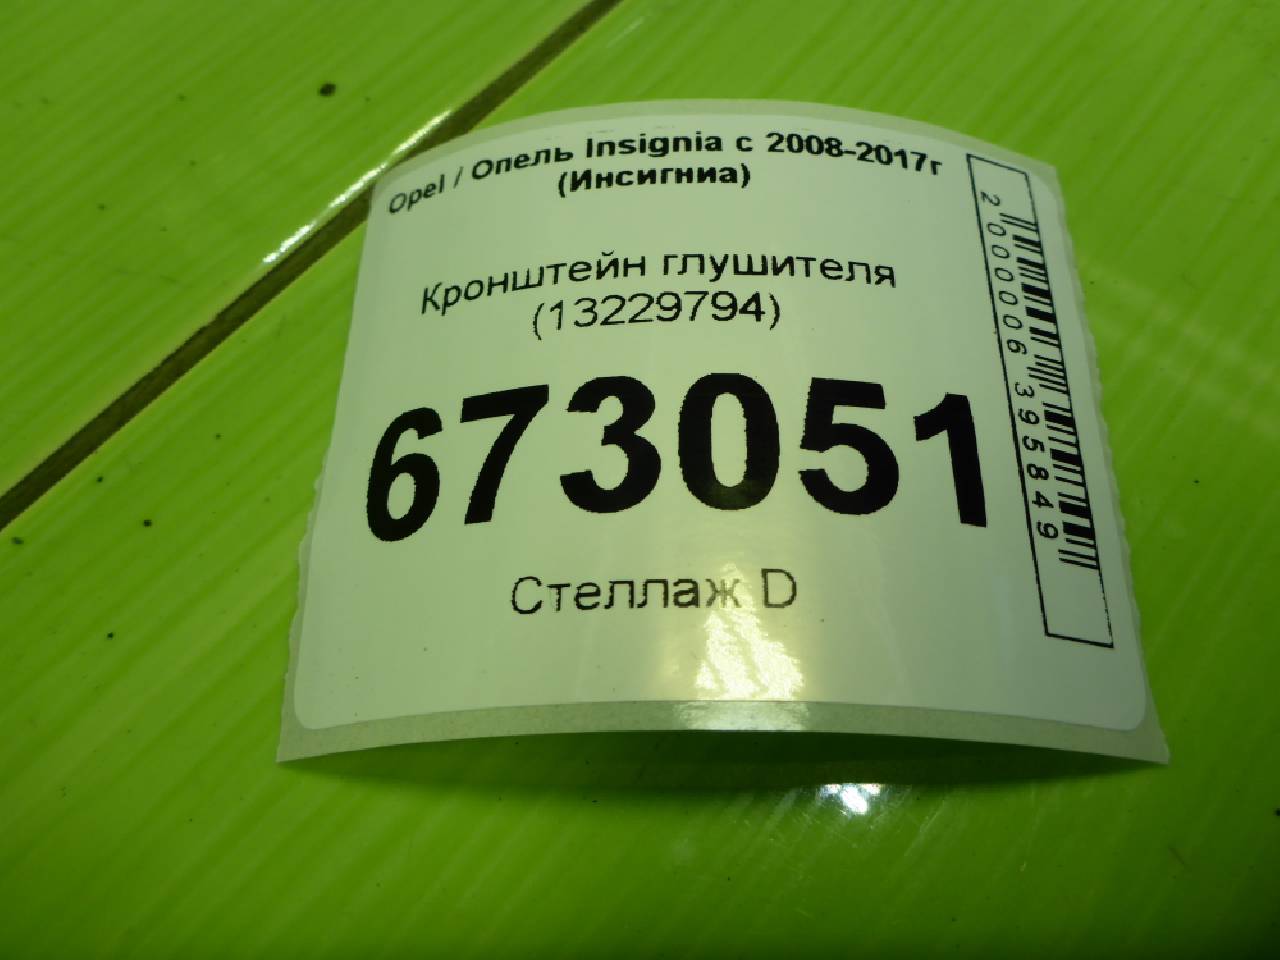 Opel / Опель Insignia с 2008-2017г
(Инсигниа)
Кронштейн глушителя
(13229794)
673051
Стеллаж D
2000006395849